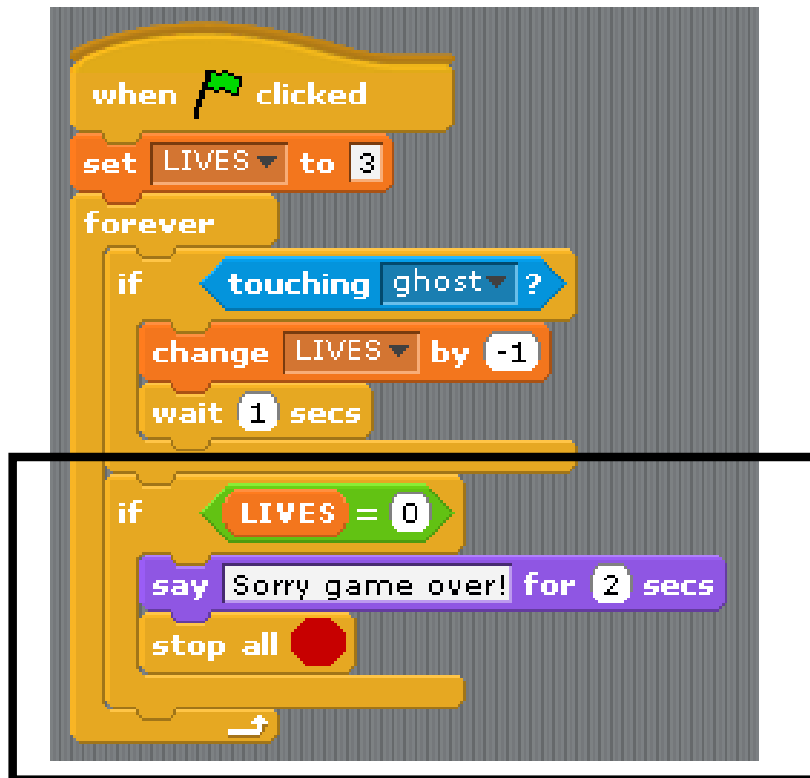 when clicked
set LIVES to 3
forever
if touching ghost ?
change LIVES by -1
wait 1 secs
if LIVES = 0
say Sorry game over! for 2 secs
stop all